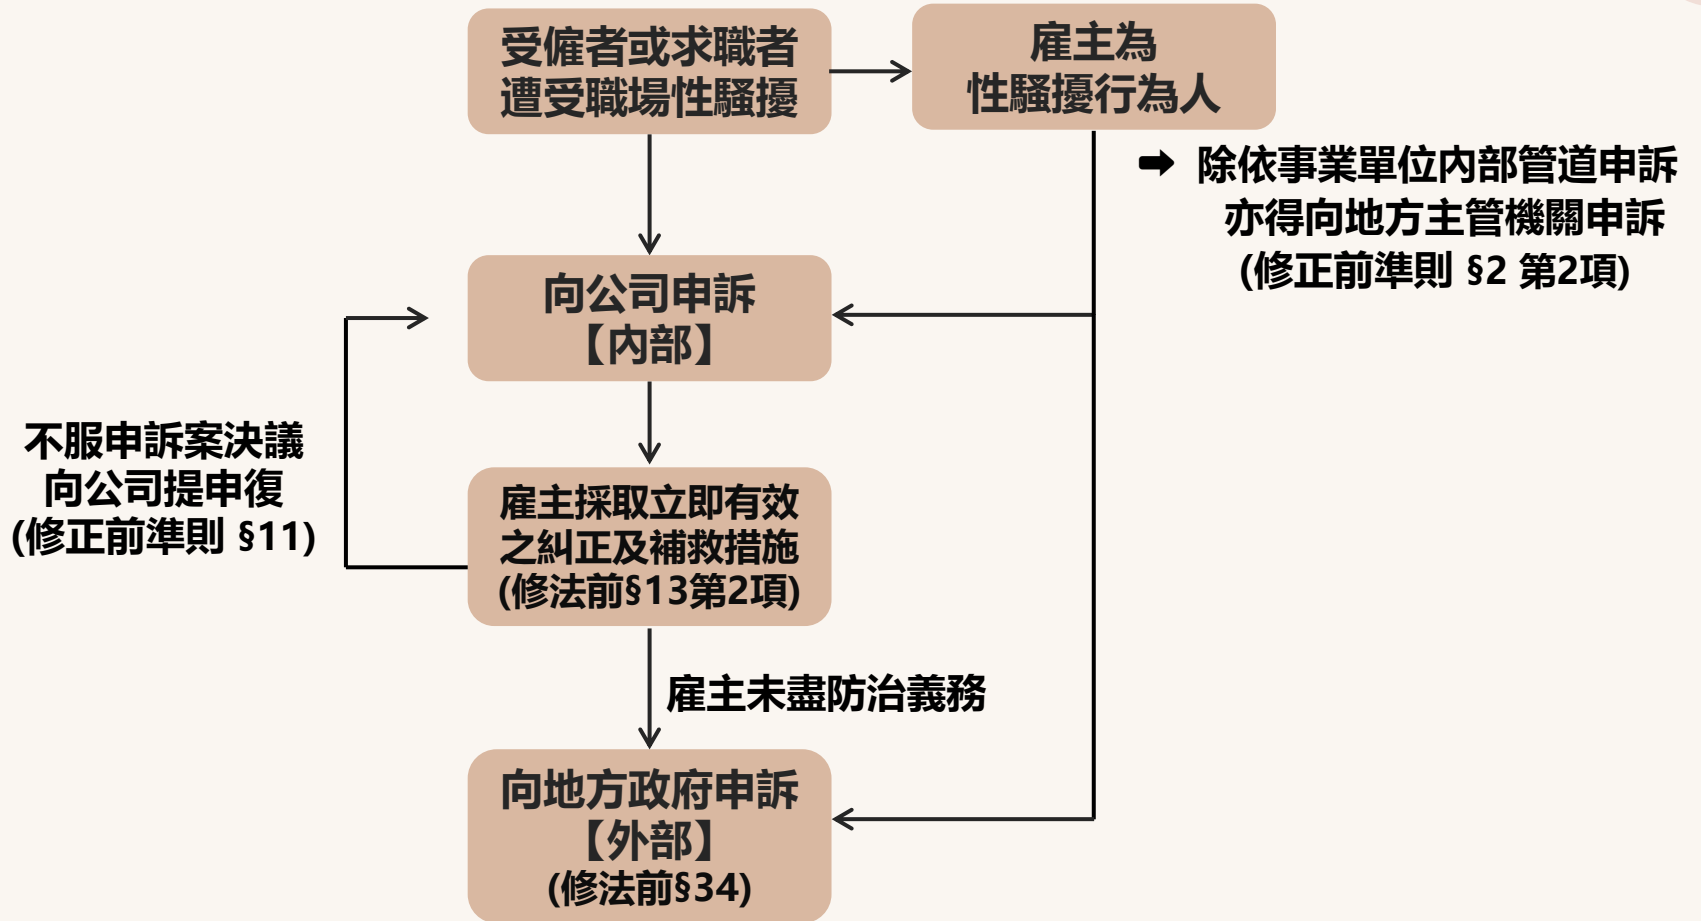 受僱者或求職者
遭受職場性騷擾
雇主為
性騷擾行為人
➡ 除依事業單位內部管道申訴
亦得向地方主管機關申訴
(修正前準則 §2 第2項)
向公司申訴
【內部】
不服申訴案決議
向公司提申復
(修正前準則 §11)
雇主採取立即有效
之糾正及補救措施
(修法前§13第2項)
雇主未盡防治義務
向地方政府申訴
【外部】
(修法前§34)